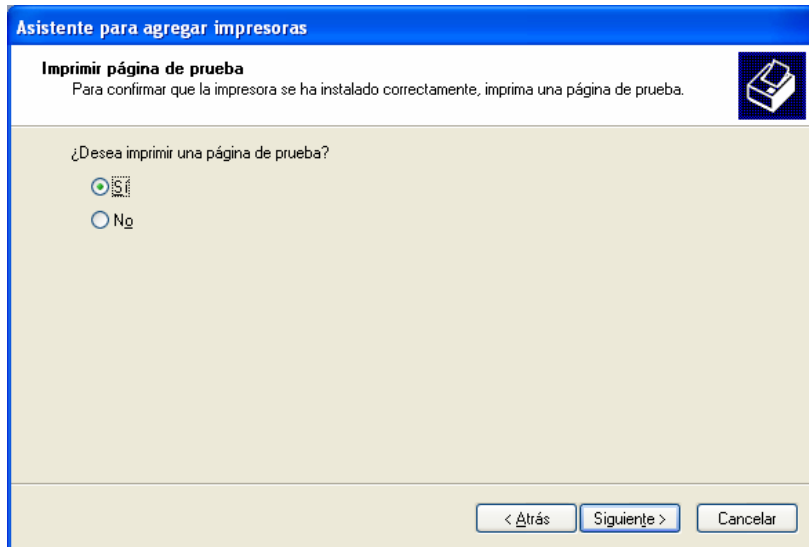 Asistente para agregar impresoras
Imprimir página de prueba
Para confirmar que la impresora se ha instalado correctamente, imprima una página de prueba.
¿Desea imprimir una página de prueba?
Sí
No
< Atrás
Siguiente >
Cancelar